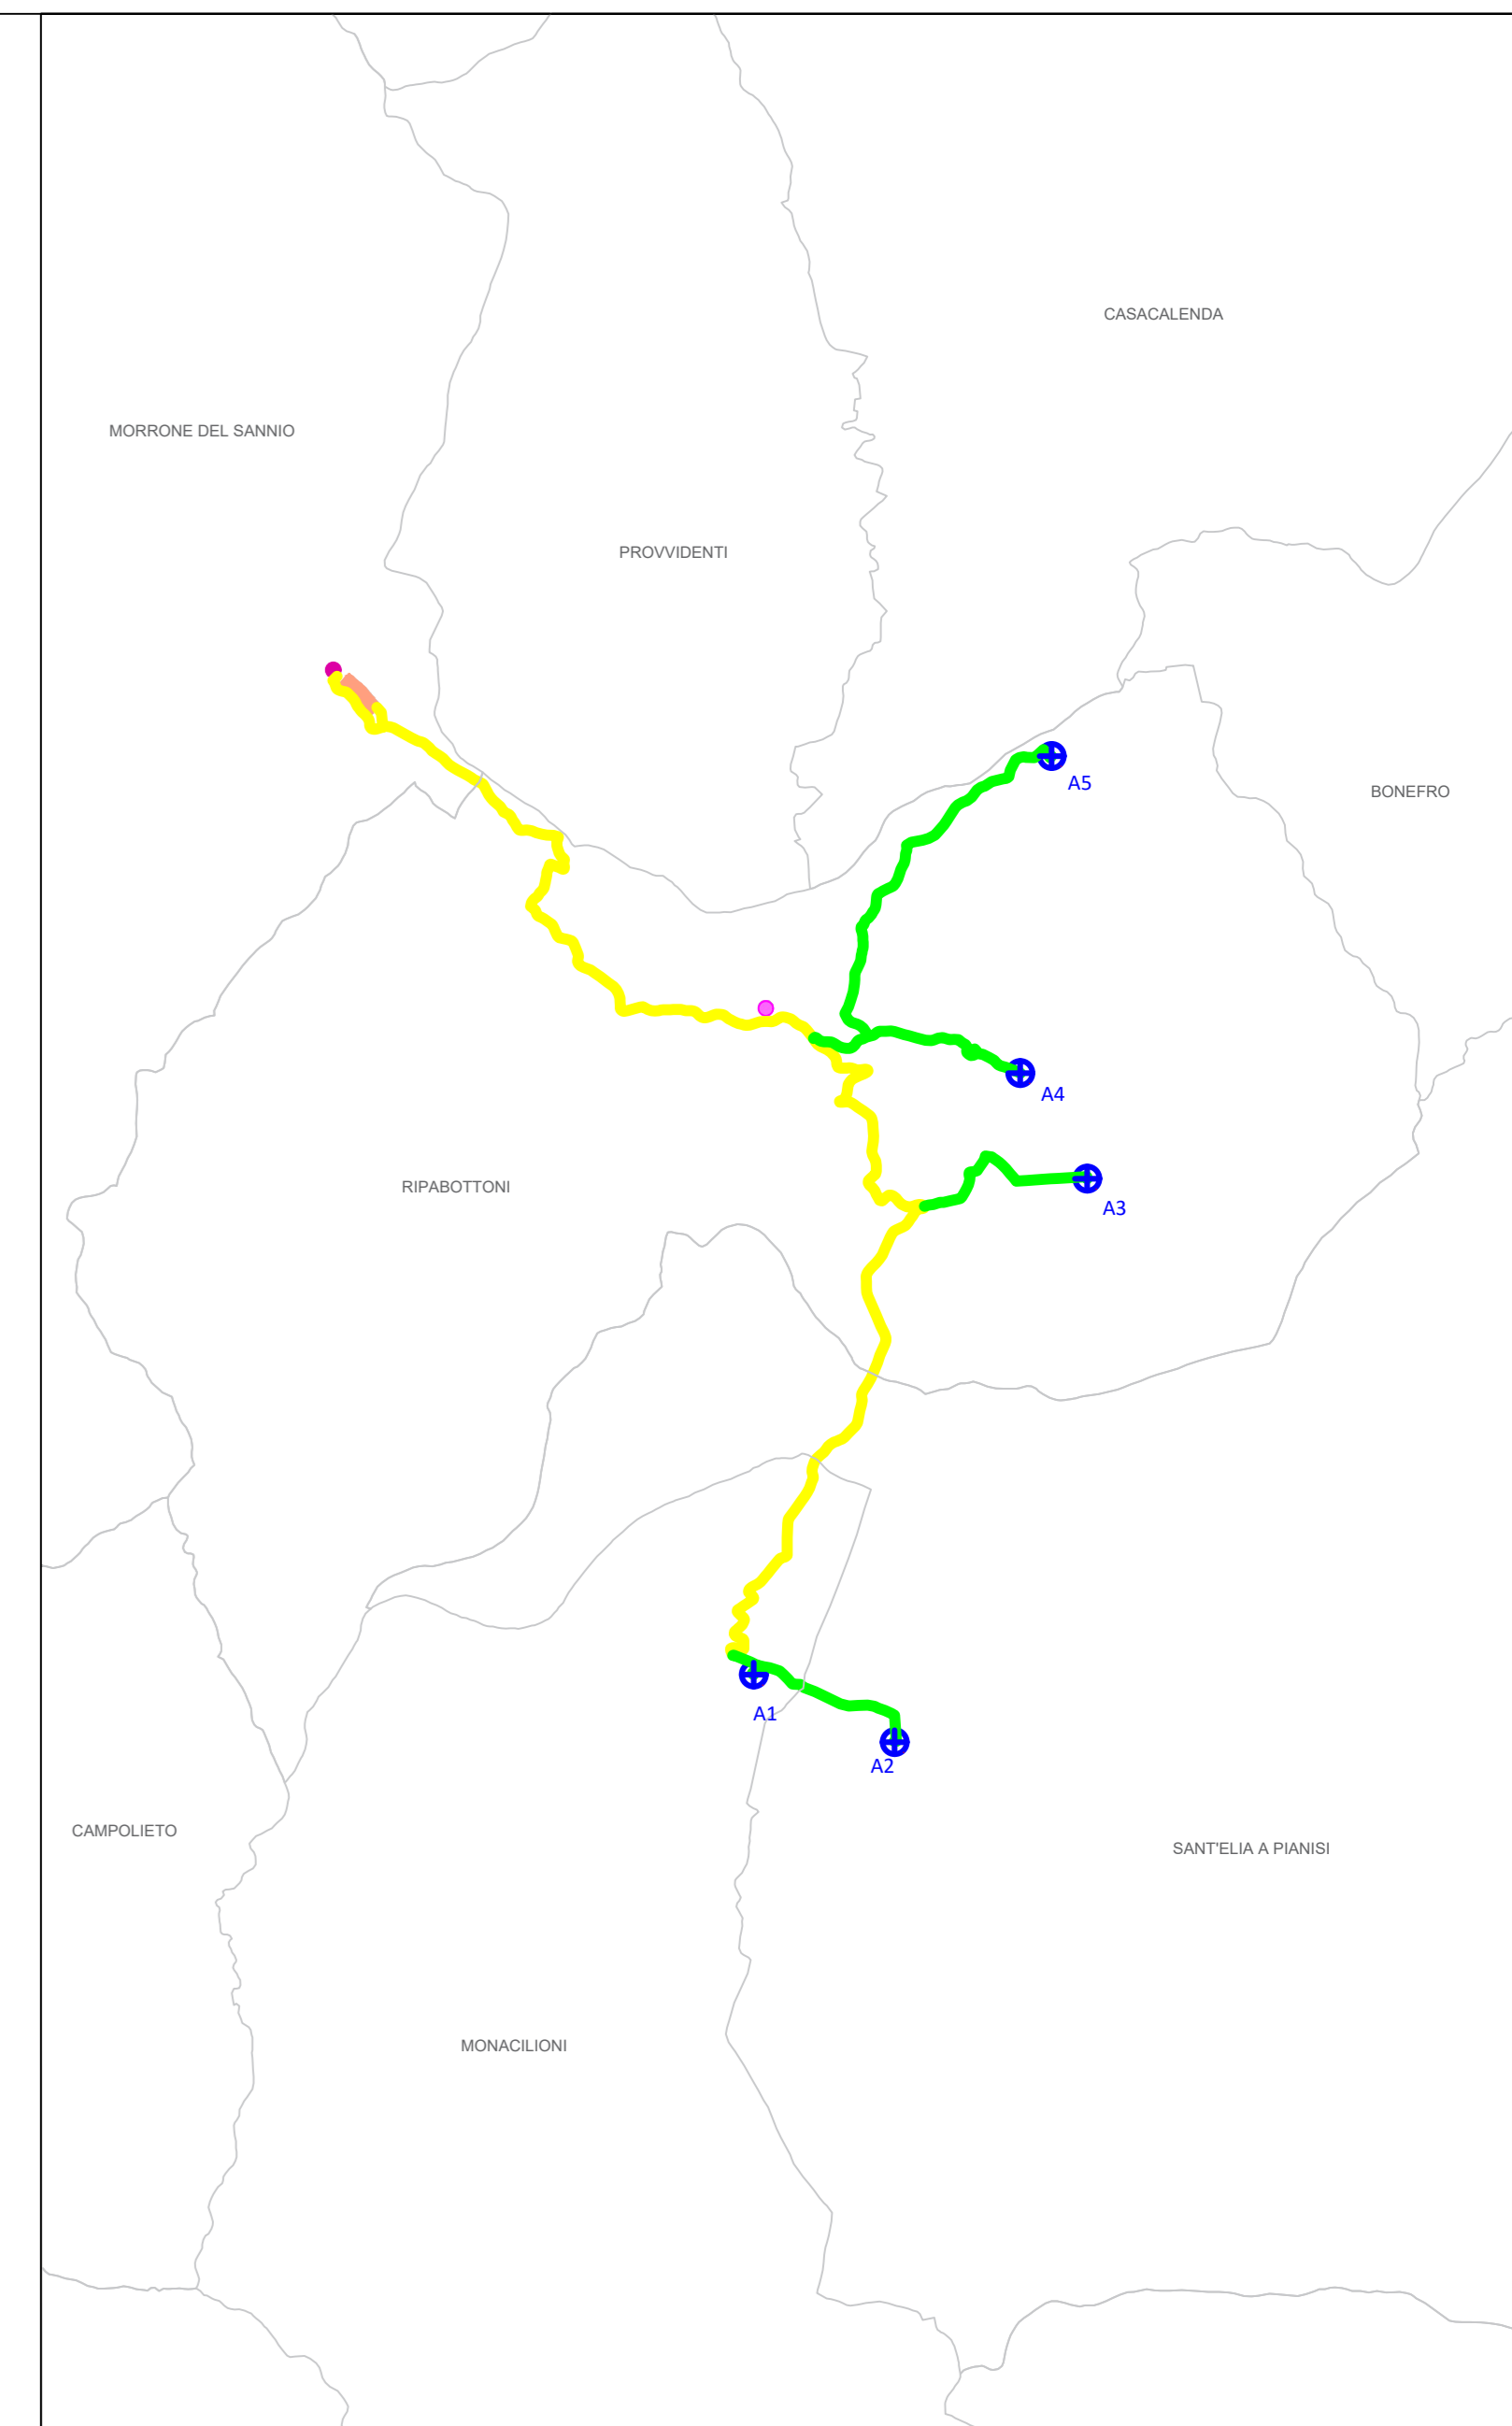 CASACALENDA
MORRONE DEL SANNIO
PROVVIDENTI
A5
BONEFRO
A4
RIPABOTTONI
A3
A1
A2
CAMPOLIETO
SANT'ELIA A PIANISI
MONACILIONI